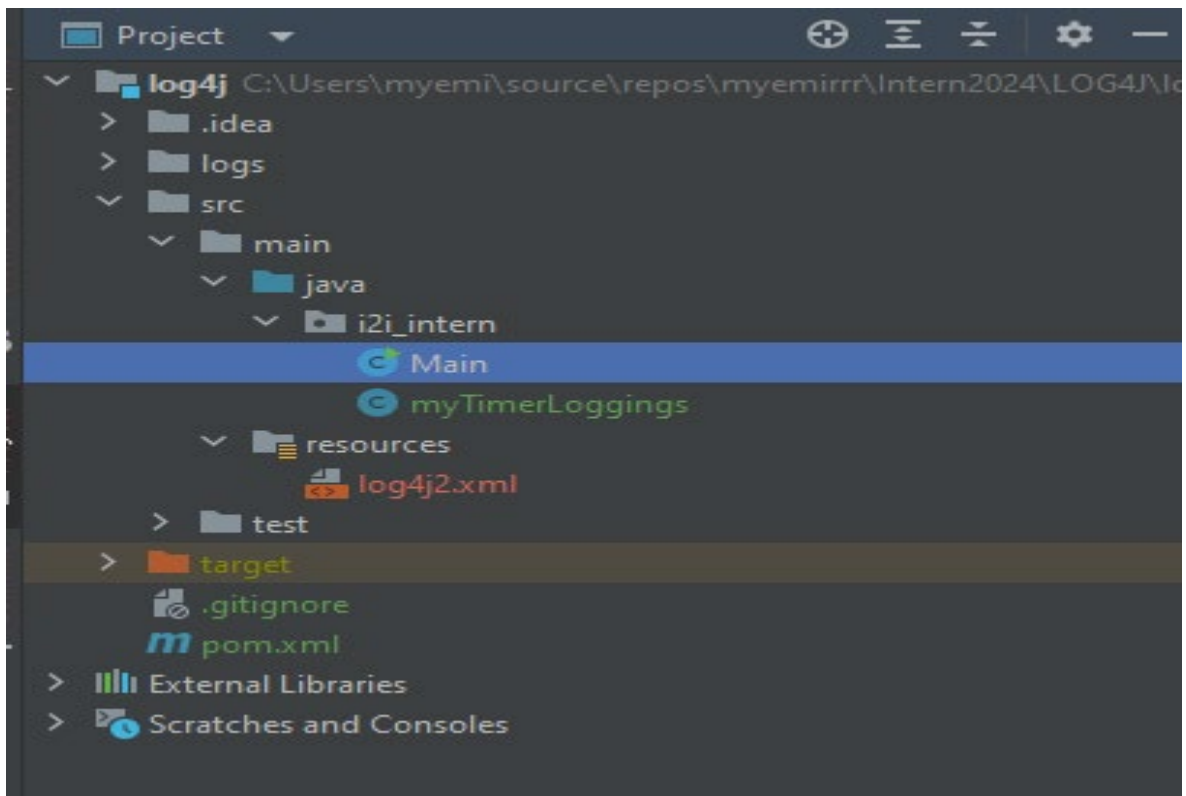 Project
log4j C:\Users\myemi\source\repos\myemirrr\Intern2024\LOG4J\lo
.idea
logs
src
main
java
i2i_intern
Main
myTimerLoggings
resources
log4j2.xml
test
target
.gitignore
pom.xml
External Libraries
Scratches and Consoles